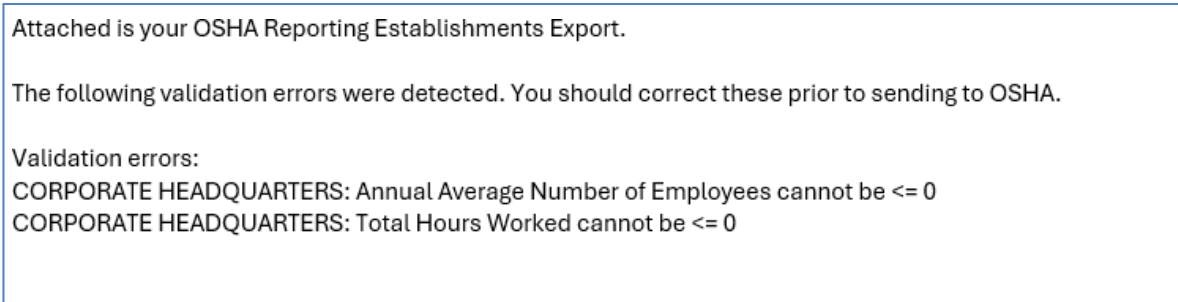 Attached is your OSHA Reporting Establishments Export.
The following validation errors were detected. You should correct these prior to sending to OSHA.
Validation errors:
CORPORATE HEADQUARTERS: Annual Average Number of Employees cannot be <= 0
CORPORATE HEADQUARTERS: Total Hours Worked cannot be <= 0